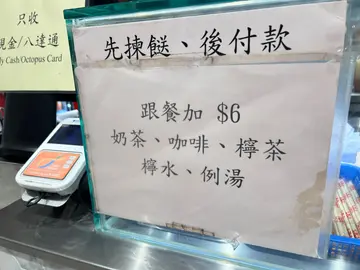 只收
現金/八達通
ly Cash Octopus Card
先揀餸、後付款
跟餐加 $6
奶茶、咖啡、檸茶
檸水、例湯